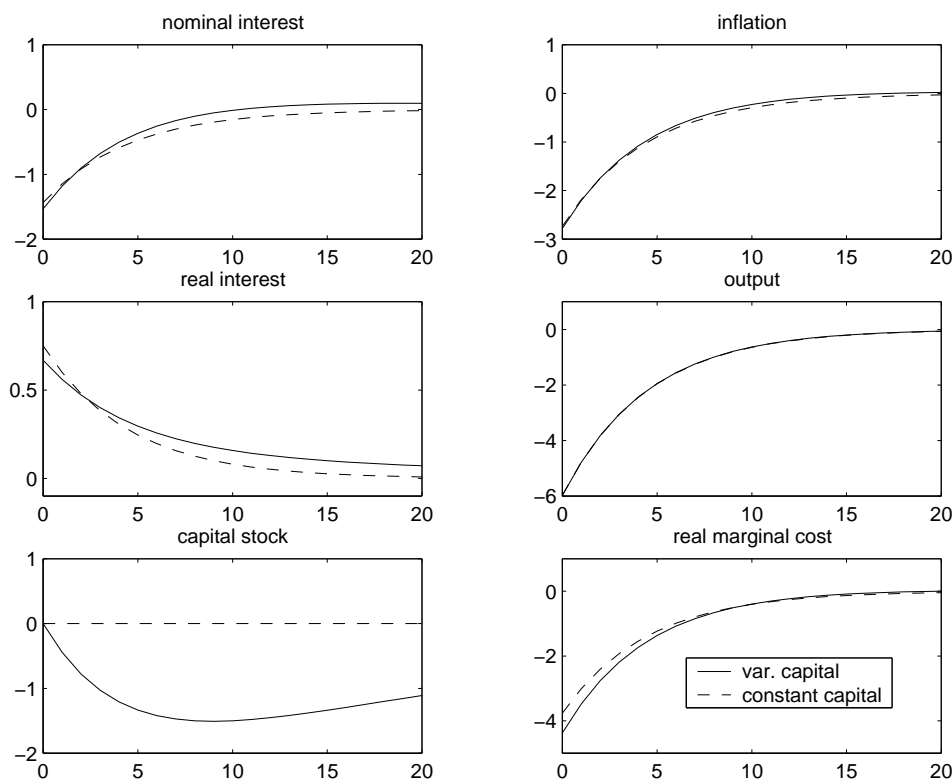 nominal interest
1
0
−1
−2
0 5 10 15 20
inflation
1
0
−1
−2
−3
0 5 10 15 20
real interest
1
0.5
0
0 5 10 15 20
output
0
−2
−4
−6
0 5 10 15 20
capital stock
1
0
−1
−2
0 5 10 15 20
real marginal cost
0
−2
−4
0 5 10 15 20
var. capital
constant capital